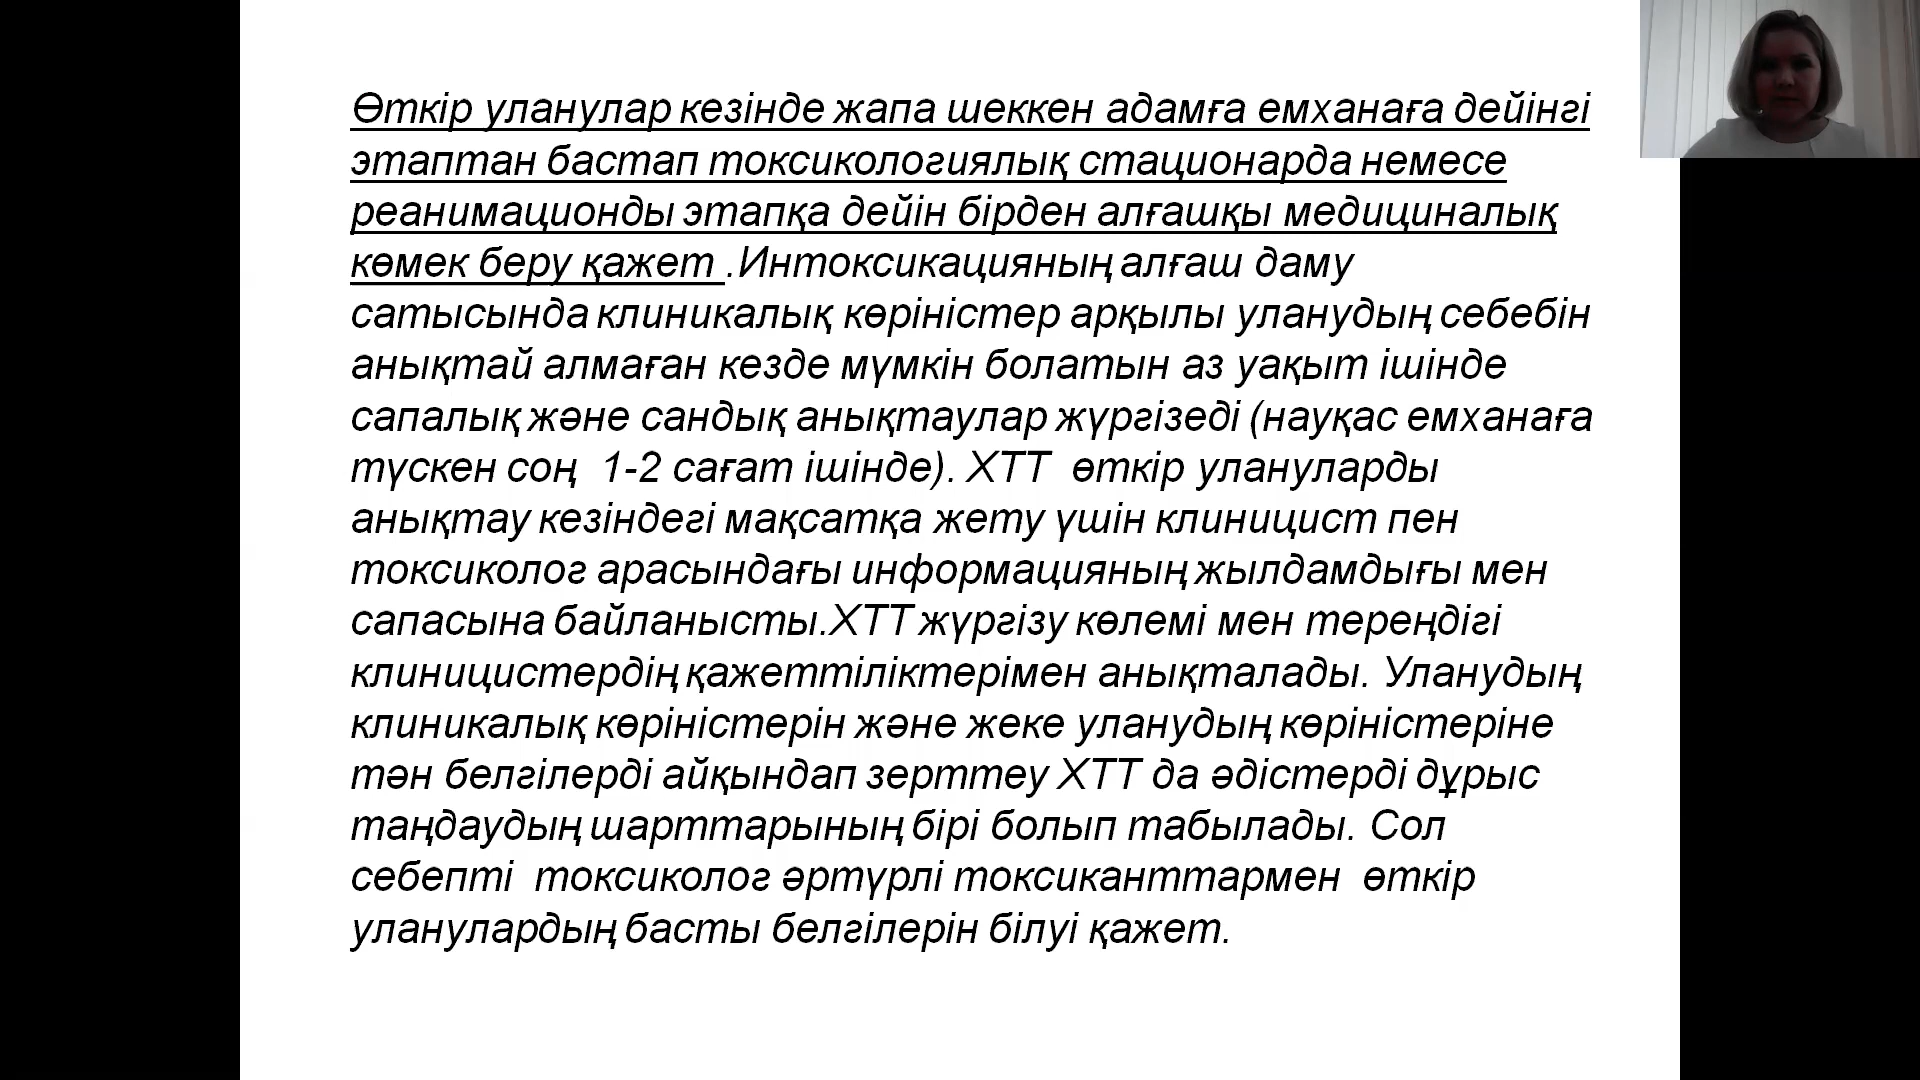 Өткір уланулар кезінде жапа шеккен адамға емханаға дейінгі
этаптан бастап токсикологиялық стационарда немесе
реанимационды этапқа дейін бірден алғашқы медициналық
көмек беру қажет .Интоксикацияның алғаш даму
сатысында клиникалық көріністер арқылы уланудың себебін
анықтай алмаған кезде мүмкін болатын аз уақыт ішінде
сапалық және сандық анықтаулар жүргізеді (науқас емханаға
түскен соң  1-2 сағат ішінде). ХТТ  өткір улануларды
анықтау кезіндегі мақсатқа жету үшін клиницист пен
токсиколог арасындағы информацияның жылдамдығы мен
сапасына байланысты.ХТТ жүргізу көлемі мен тереңдігі
клиницистердің қажеттіліктерімен анықталады. Уланудың
клиникалық көріністерін және жеке уланудың көріністеріне
тән белгілерді айқындап зерттеу ХТТ да әдістерді дұрыс
таңдаудың шарттарының бірі болып табылады. Сол
себепті  токсиколог әртүрлі токсиканттармен  өткір
уланулардың басты белгілерін білуі қажет.